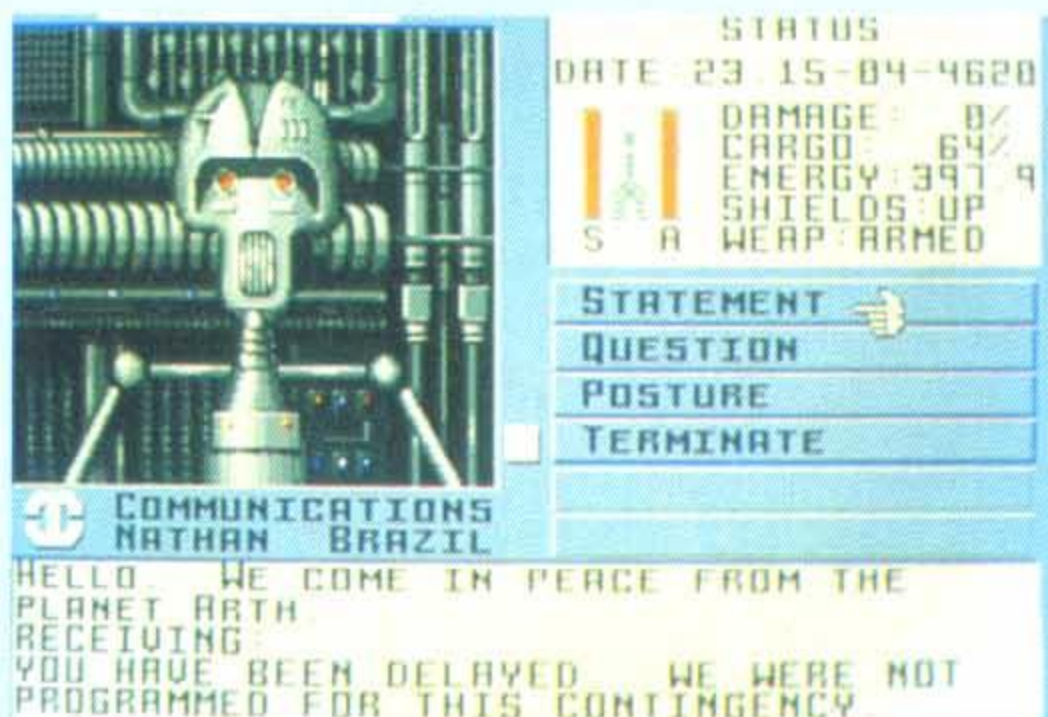 STATUS
DATE: 23.15-04-4620
DAMAGE: 0%
CARGO: 64%
ENERGY: 397.9
SHIELDS: UP
S A WEAP: ARMED
STATEMENT
QUESTION
POSTURE
TERMINATE
COMMUNICATIONS
NATHAN BRAZIL
HELLO. WE COME IN PEACE FROM THE
PLANET ARTH.
RECEIVING:
YOU HAVE BEEN DELAYED. WE WERE NOT
PROGRAMMED FOR THIS CONTINGENCY.